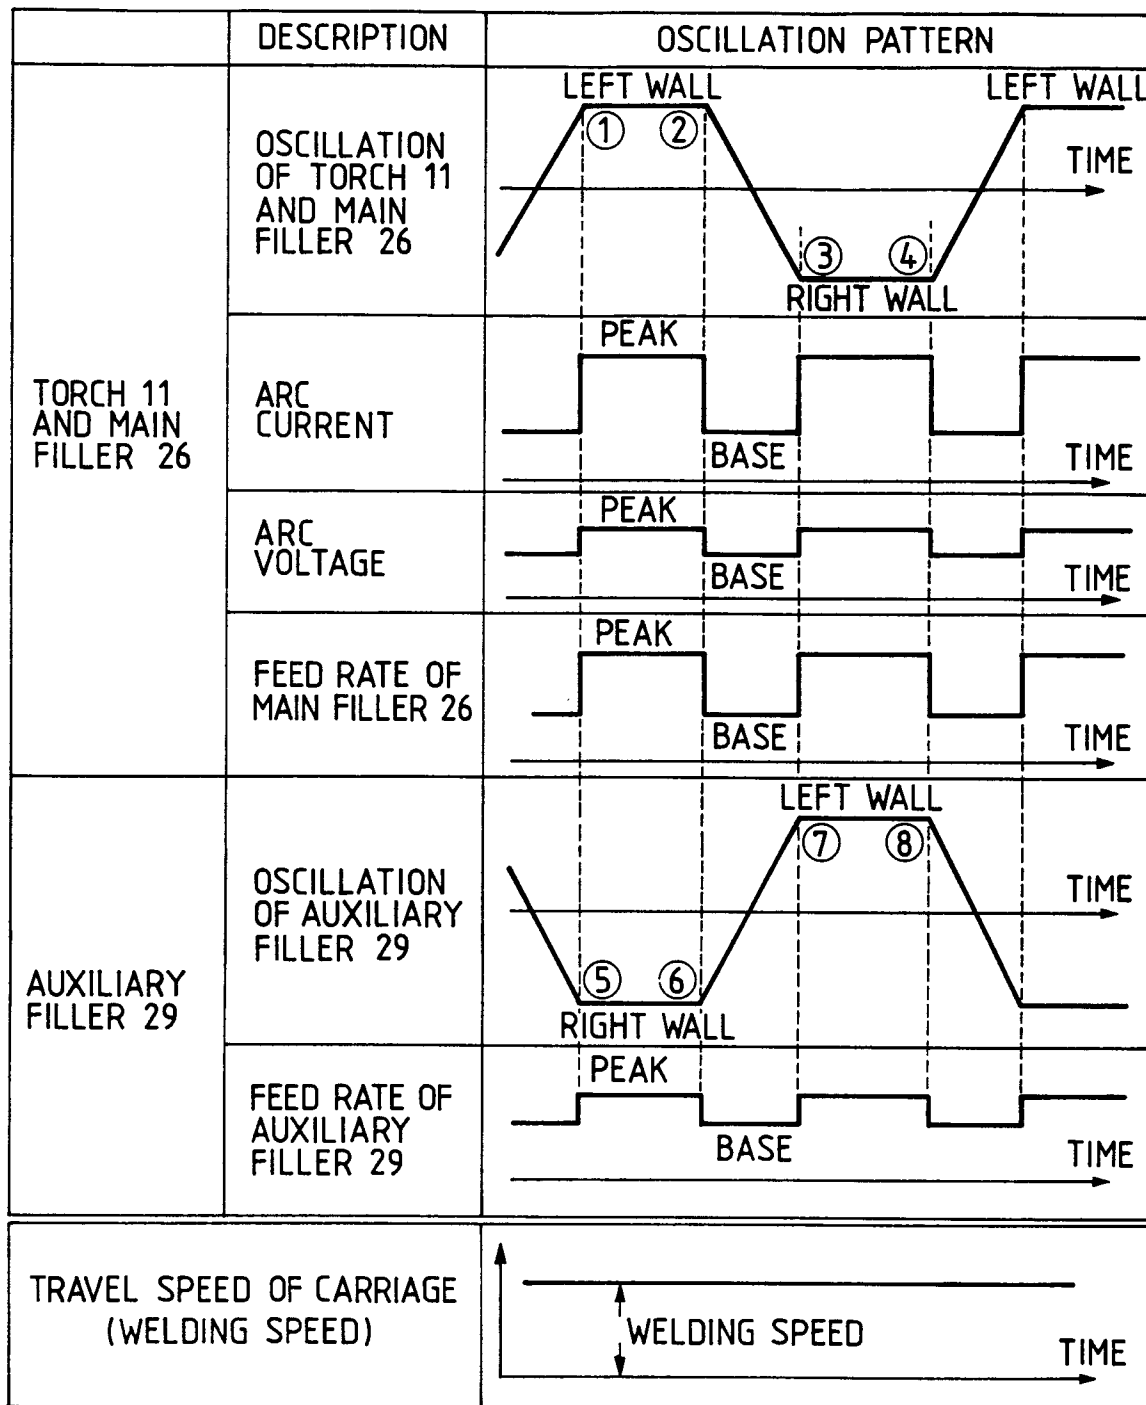 DESCRIPTION
OSCILLATION PATTERN
TORCH 11
AND MAIN
FILLER 26
OSCILLATION
OF TORCH 11
AND MAIN
FILLER 26
LEFT WALL
LEFT WALL
① ②
TIME
③ ④
RIGHT WALL
ARC
CURRENT
PEAK
BASE
TIME
ARC
VOLTAGE
PEAK
BASE
TIME
FEED RATE OF
MAIN FILLER 26
PEAK
BASE
TIME
AUXILIARY
FILLER 29
OSCILLATION
OF AUXILIARY
FILLER 29
LEFT WALL
⑦ ⑧
TIME
⑤ ⑥
RIGHT WALL
FEED RATE OF
AUXILIARY
FILLER 29
PEAK
BASE
TIME
TRAVEL SPEED OF CARRIAGE
(WELDING SPEED)
WELDING SPEED
TIME